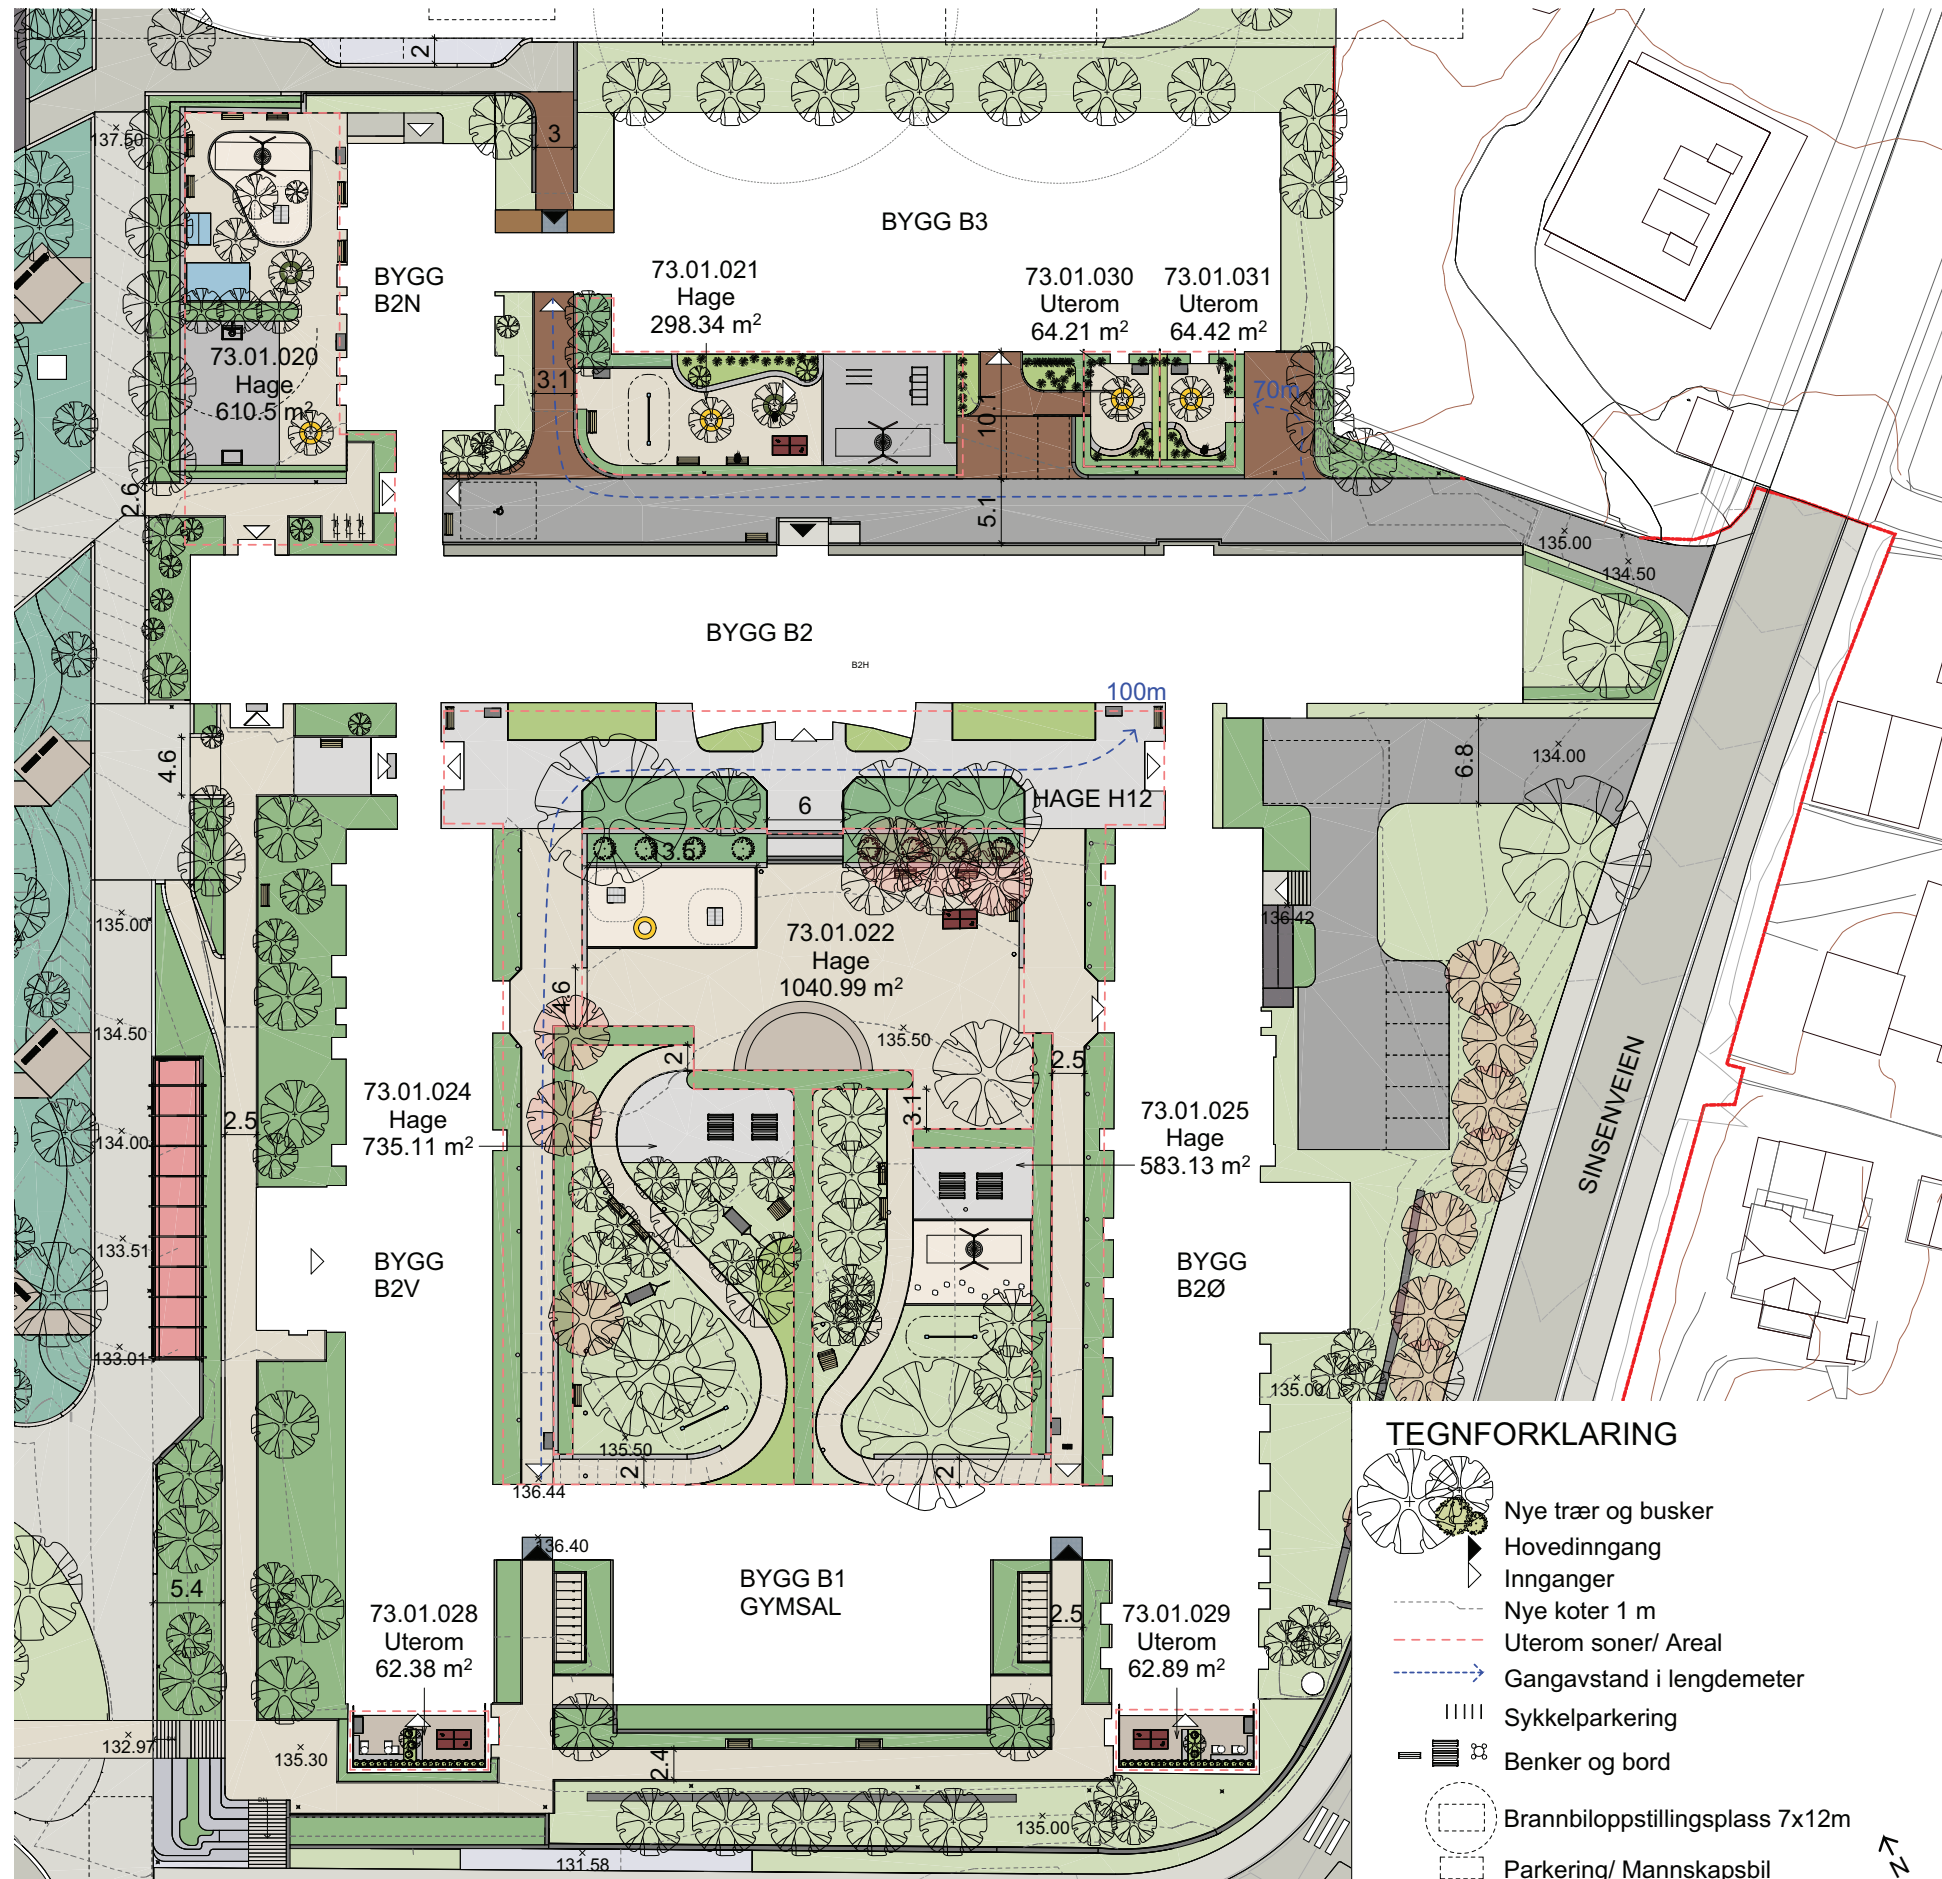 2
137.50
3
BYGG B3
BYGG
B2N
73.01.021
Hage
298.34 m²
73.01.030
Uterom
64.21 m²
73.01.031
Uterom
64.42 m²
73.01.020
Hage
610.5 m²
3.1
10.1
70m
2.6
5.1
135.00
134.50
BYGG B2
B2H
100m
4.6
6
HAGE H12
6.8
134.00
13.6
136.42
135.00
73.01.022
Hage
1040.99 m²
4.6
135.50
134.50
2
2.5
SINSENVEIEN
73.01.024
Hage
735.11 m²
2.5
3.1
73.01.025
Hage
583.13 m²
134.00
133.51
BYGG
B2V
BYGG
B2Ø
133.01
135.00
135.50
2
2
136.44
136.40
BYGG B1
GYMSAL
5.4
2.5
73.01.028
Uterom
62.38 m²
73.01.029
Uterom
62.89 m²
132.97
135.30
2.4
135.00
131.58
TEGNFORKLARING
Nye trær og busker
Hovedinngang
Innganger
Nye koter 1 m
Uterom soner/ Areal
Gangavstand i lengdemeter
Sykkelparkering
Benker og bord
Brannbiloppstillingsplass 7x12m
Parkering/ Mannskapsbil
N